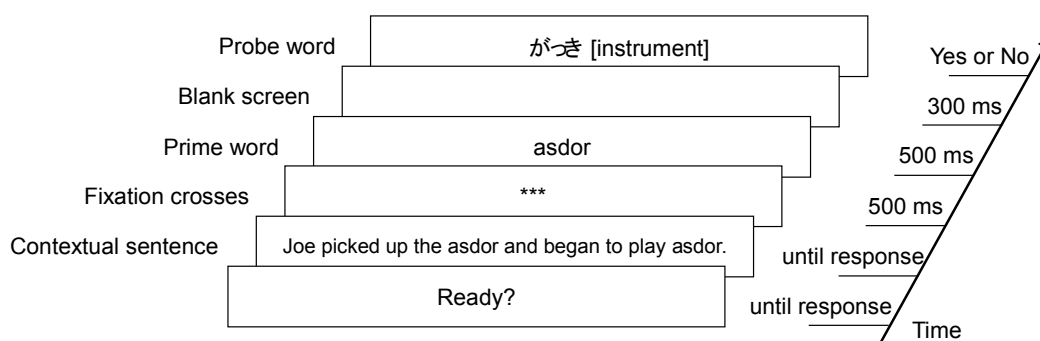 Probe word
がっき [instrument]
Yes or No
Blank screen
300 ms
Prime word
asdor
500 ms
Fixation crosses
***
500 ms
Contextual sentence
Joe picked up the asdor and began to play asdor.
until response
Ready?
until response
Time